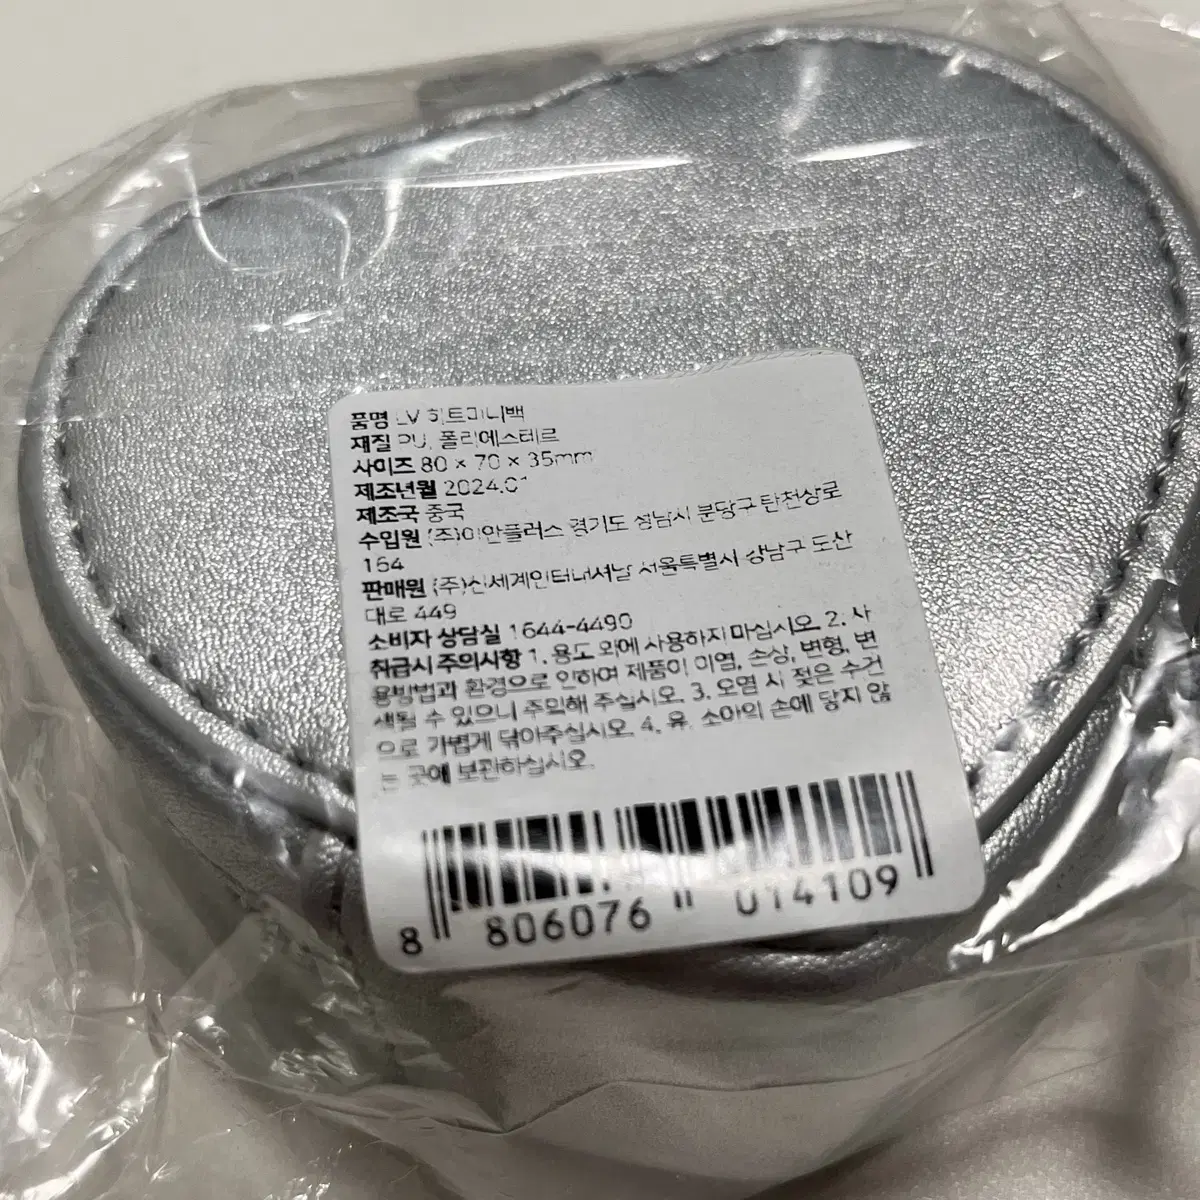 품명 LV 하트미니백
재질 PU, 폴리에스테르
사이즈 80 × 70 × 35mm
제조년월 2024.01
제조국 중국
수입원 (주)이안플러스 경기도 성남시 분당구 탄천상로
164
판매원 (주)신세계인터내셔날 서울특별시 강남구 도산
대로 449
소비자 상담실 1644-4490
취급시 주의사항 1. 용도 외에 사용하지 마십시오. 2. 사
용방법과 환경으로 인하여 제품이 이염, 손상, 변형, 변
색될 수 있으니 주의해 주십시오. 3. 오염 시 젖은 수건
으로 가볍게 닦아주십시오. 4. 유, 소아의 손에 닿지 않
는 곳에 보관하십시오.
8 806076 014109